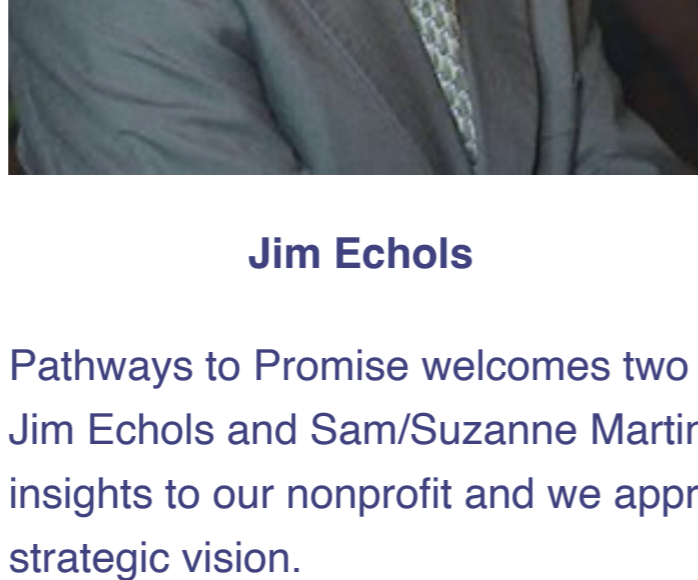 Jim Echols
Pathways to Promise welcomes two
Jim Echols and Sam/Suzanne
insights to our nonprofit and we
strategic vision.